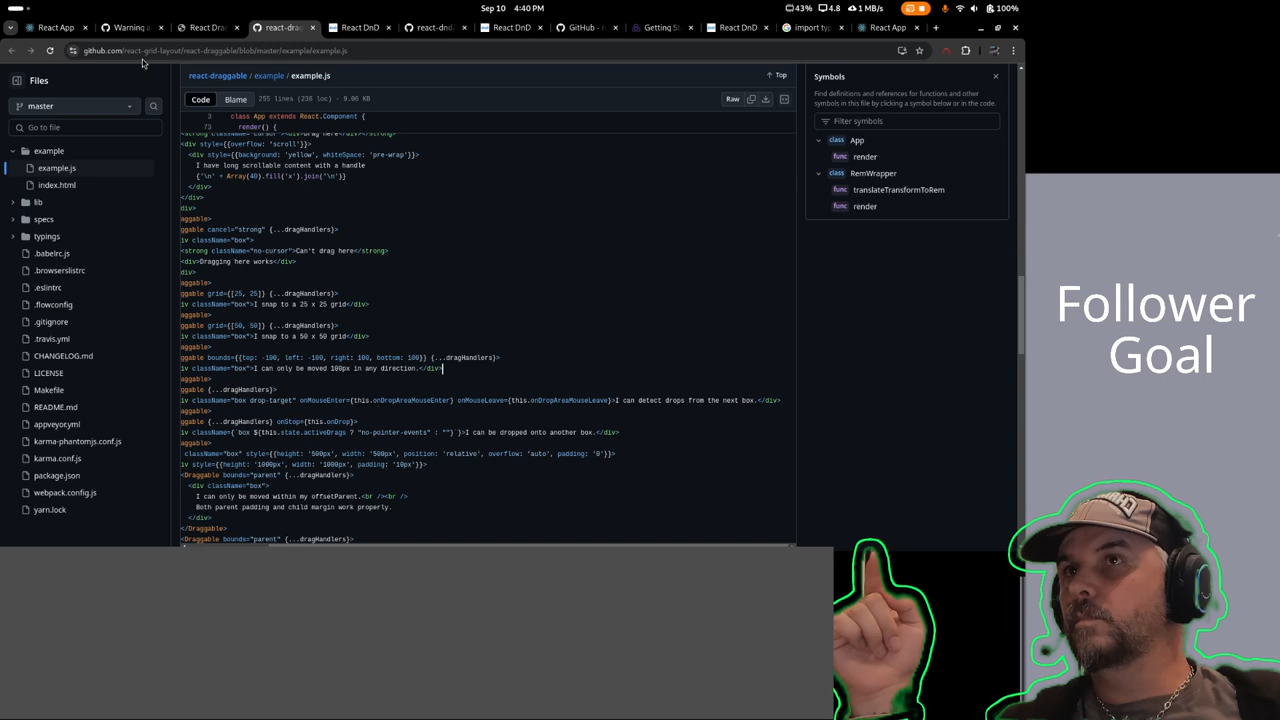 Sep 10 4:40 PM
43% 4.8 1 MB/s 100%
React App
Warning a
React Dra
react-drag
React DnD
react-dnd
React DnD
GitHub - re
Getting St
React DnD
import typ
React App
github.com/react-grid-layout/react-draggable/blob/master/example/example.js
Files
master
Go to file
example
example.js
index.html
lib
specs
typings
.babelrc.js
.browserslistrc
.eslintrc
.flowconfig
.gitignore
.travis.yml
CHANGELOG.md
LICENSE
Makefile
README.md
appveyor.yml
karma-phantomjs.conf.js
karma.conf.js
package.json
webpack.config.js
yarn.lock
react-draggable / example / example.js
Top
Code Blame 255 lines (236 loc) · 9.06 KB
Raw
3 class App extends React.Component {
73 render() {
<strong className="cursor"><div>Drag here</div></strong>
<div style={{overflow: 'scroll'}}>
<div style={{background: 'yellow', whiteSpace: 'pre-wrap'}}>
I have long scrollable content with a handle
{'\n' + Array(40).fill('x').join('\n')}
</div>
</div>
div>
aggable>
ggable cancel="strong" {...dragHandlers}>
iv className="box">
<strong className="no-cursor">Can't drag here</strong>
<div>Dragging here works</div>
div>
aggable>
ggable grid={[25, 25]} {...dragHandlers}>
iv className="box">I snap to a 25 x 25 grid</div>
aggable>
ggable grid={[50, 50]} {...dragHandlers}>
iv className="box">I snap to a 50 x 50 grid</div>
aggable>
ggable bounds={{top: -100, left: -100, right: 100, bottom: 100}} {...dragHandlers}>
iv className="box">I can only be moved 100px in any direction.</div>
aggable>
ggable {...dragHandlers}>
iv className="box drop-target" onMouseEnter={this.onDropAreaMouseEnter} onMouseLeave={this.onDropAreaMouseLeave}>I can detect drops from the next box.</div>
aggable>
ggable {...dragHandlers} onStop={this.onDrop}>
iv className={`box ${this.state.activeDrags ? "no-pointer-events" : ""}`}>I can be dropped onto another box.</div>
aggable>
className="box" style={{height: '500px', width: '500px', position: 'relative', overflow: 'auto', padding: '0'}}>
iv style={{height: '1000px', width: '1000px', padding: '10px'}}>
<Draggable bounds="parent" {...dragHandlers}>
<div className="box">
I can only be moved within my offsetParent.<br /><br />
Both parent padding and child margin work properly.
</div>
</Draggable>
<Draggable bounds="parent" {...dragHandlers}>
Symbols
Find definitions and references for functions and other
symbols in this file by clicking a symbol below or in the code.
Filter symbols
class App
func render
class RemWrapper
func translateTransformToRem
func render
Follower
Goal